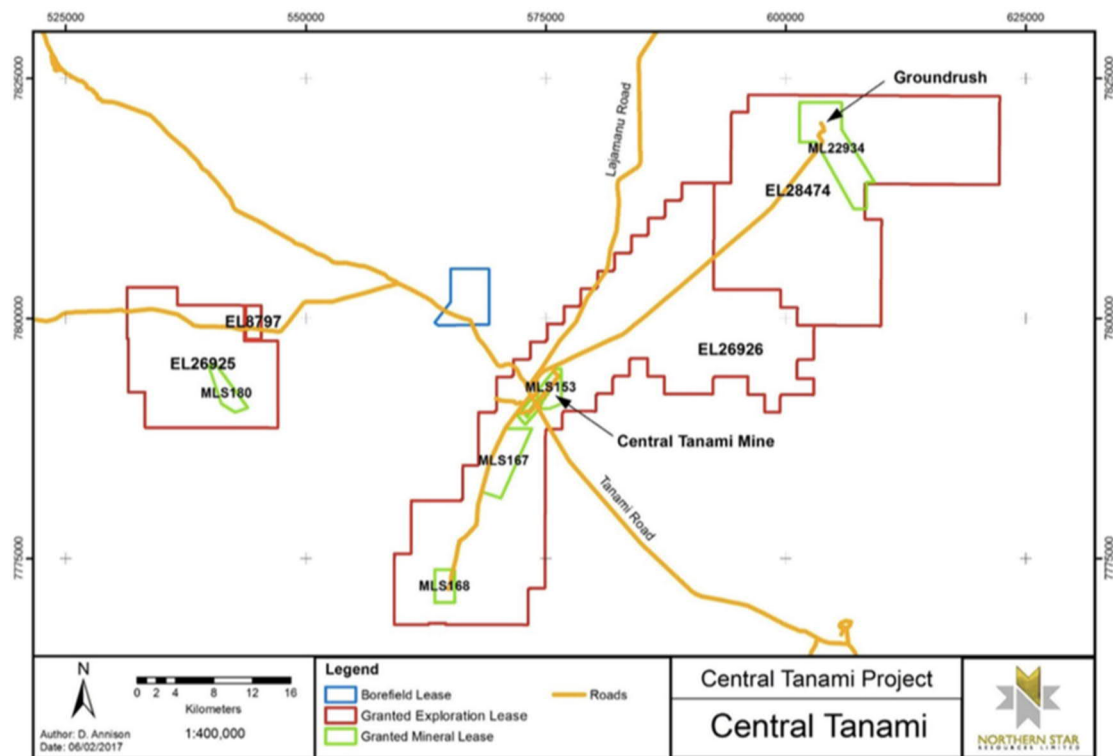 525000 550000 575000 600000 625000
7825000 7825000
Groundrush
Lajamanu Road
ML22934
EL28474
7800000 7800000
EL8797
EL26926
EL26925
MLS153
MLS180
Central Tanami Mine
MLS167
Tanami Road
7775000 7775000
MLS168
N
0 2 4 8 12 16
Kilometers
1:400,000
Author: D. Annison
Date: 06/02/2017
Legend
Borefield Lease
Roads
Granted Exploration Lease
Granted Mineral Lease
Central Tanami Project
Central Tanami
NORTHERN STAR
RESOURCES LIMITED